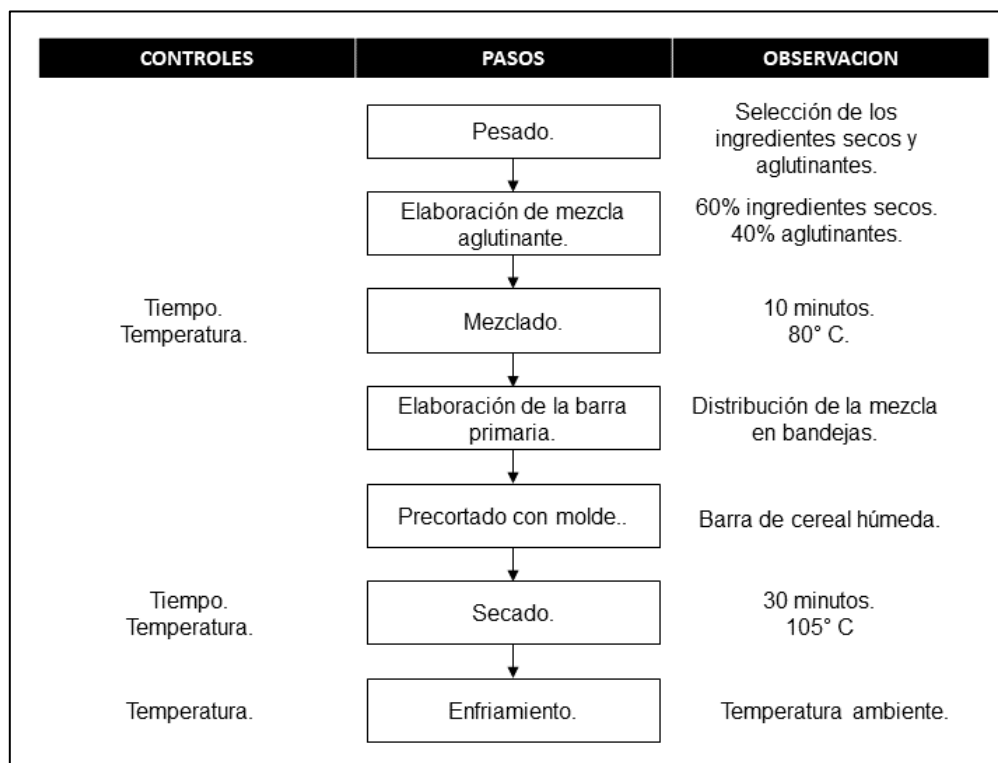 CONTROLES PASOS OBSERVACION
Pesado.
Selección de los
ingredientes secos y
aglutinantes.
Elaboración de mezcla
aglutinante.
60% ingredientes secos.
40% aglutinantes.
Tiempo.
Temperatura.
Mezclado.
10 minutos.
80° C.
Elaboración de la barra
primaria.
Distribución de la mezcla
en bandejas.
Precortado con molde..
Barra de cereal húmeda.
Tiempo.
Temperatura.
Secado.
30 minutos.
105° C
Temperatura.
Enfriamiento.
Temperatura ambiente.